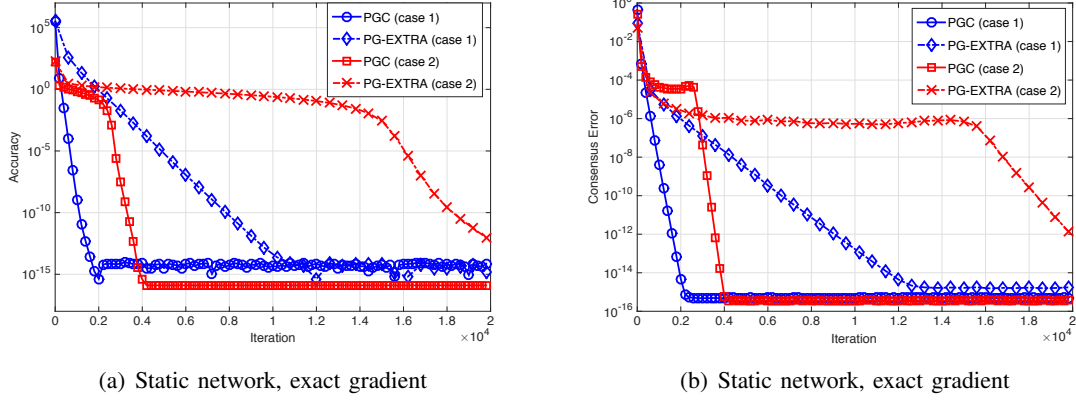 PGC (case 1)
PG-EXTRA (case 1)
PGC (case 2)
PG-EXTRA (case 2)
Accuracy
10^5
10^0
10^-5
10^-10
10^-15
0 0.2 0.4 0.6 0.8 1 1.2 1.4 1.6 1.8 2
Iteration
×10^4
(a) Static network, exact gradient
PGC (case 1)
PG-EXTRA (case 1)
PGC (case 2)
PG-EXTRA (case 2)
Consensus Error
10^0
10^-2
10^-4
10^-6
10^-8
10^-10
10^-12
10^-14
10^-16
0 0.2 0.4 0.6 0.8 1 1.2 1.4 1.6 1.8 2
Iteration
×10^4
(b) Static network, exact gradient